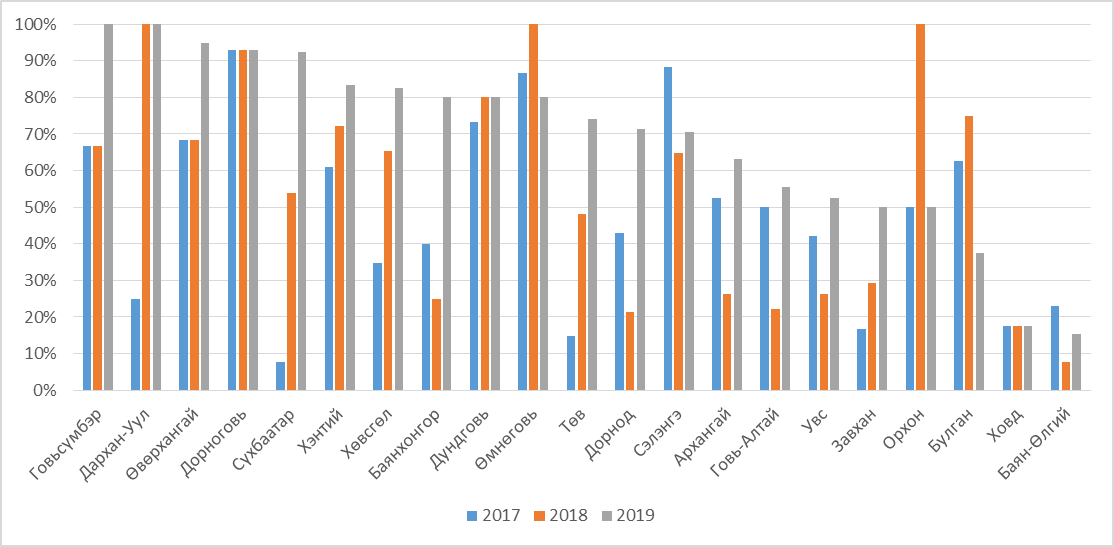 100%
90%
80%
70%
60%
50%
40%
30%
20%
10%
0%
Говьсүмбэр
Дархан-Уул
Өвөрхангай
Дорноговь
Сүхбаатар
Хэнтий
Хөвсгөл
Баянхонгор
Дундговь
Өмнөговь
Төв
Дорнод
Сэлэнгэ
Архангай
Говь-Алтай
Увс
Завхан
Орхон
Булган
Ховд
Баян-Өлгий
2017 2018 2019